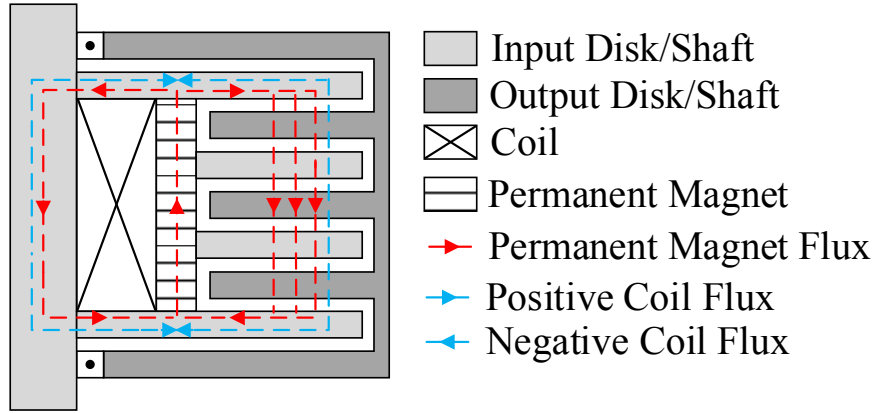 Input Disk/Shaft
Output Disk/Shaft
Coil
Permanent Magnet
Permanent Magnet Flux
Positive Coil Flux
Negative Coil Flux